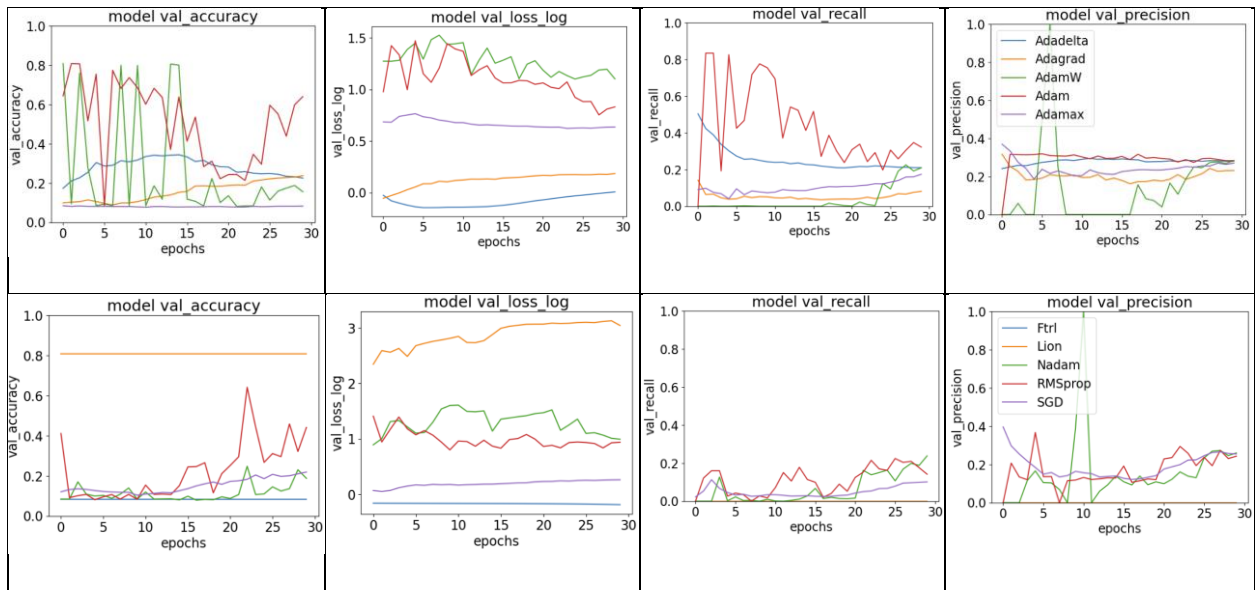 model val_accuracy
val_accuracy
1.0
0.8
0.6
0.4
0.2
0.0
0 5 10 15 20 25 30
epochs
model val_loss_log
val_loss_log
1.5
1.0
0.5
0.0
0 5 10 15 20 25 30
epochs
model val_recall
val_recall
1.0
0.8
0.6
0.4
0.2
0.0
0 5 10 15 20 25 30
epochs
model val_precision
val_precision
1.0
0.8
0.6
0.4
0.2
0.0
Adadelta
Adagrad
AdamW
Adam
Adamax
0 5 10 15 20 25 30
epochs
model val_accuracy
val_accuracy
1.0
0.8
0.6
0.4
0.2
0.0
0 5 10 15 20 25 30
epochs
model val_loss_log
val_loss_log
3
2
1
0
0 5 10 15 20 25 30
epochs
model val_recall
val_recall
1.0
0.8
0.6
0.4
0.2
0.0
0 5 10 15 20 25 30
epochs
model val_precision
val_precision
1.0
0.8
0.6
0.4
0.2
0.0
Ftrl
Lion
Nadam
RMSprop
SGD
0 5 10 15 20 25 30
epochs